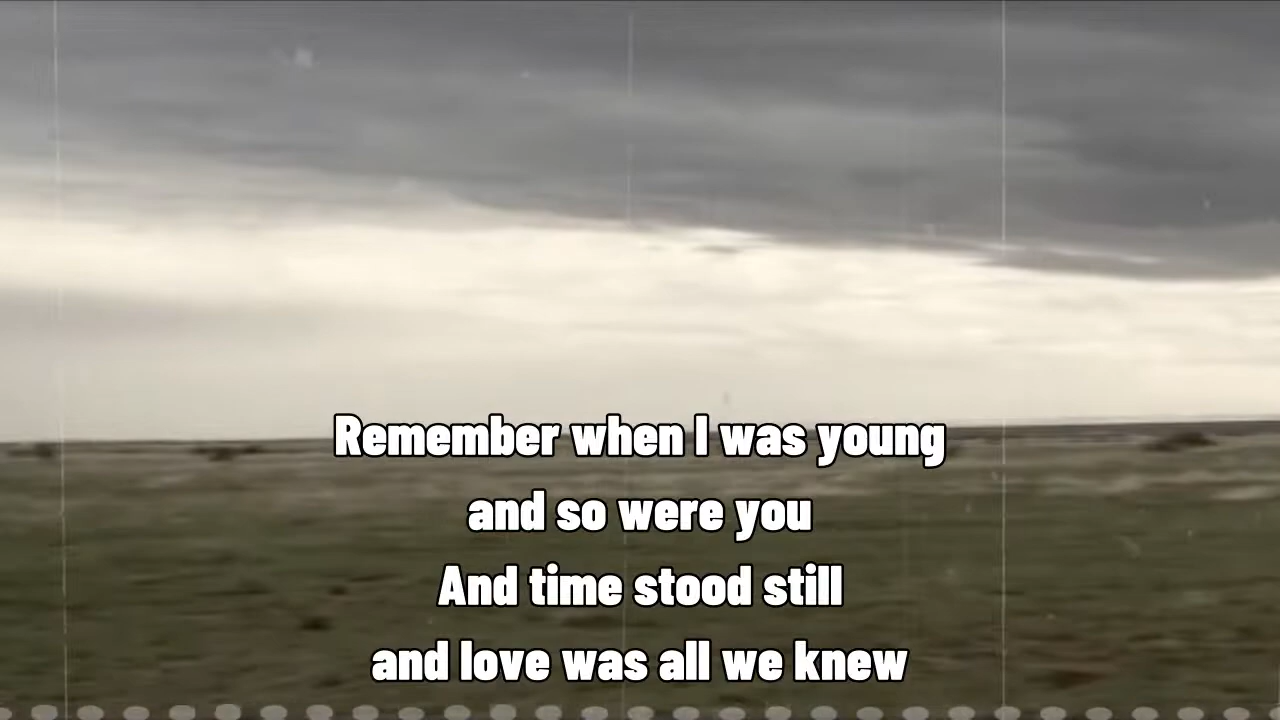 Remember when I was young
and so were you
And time stood still
and love was all we knew